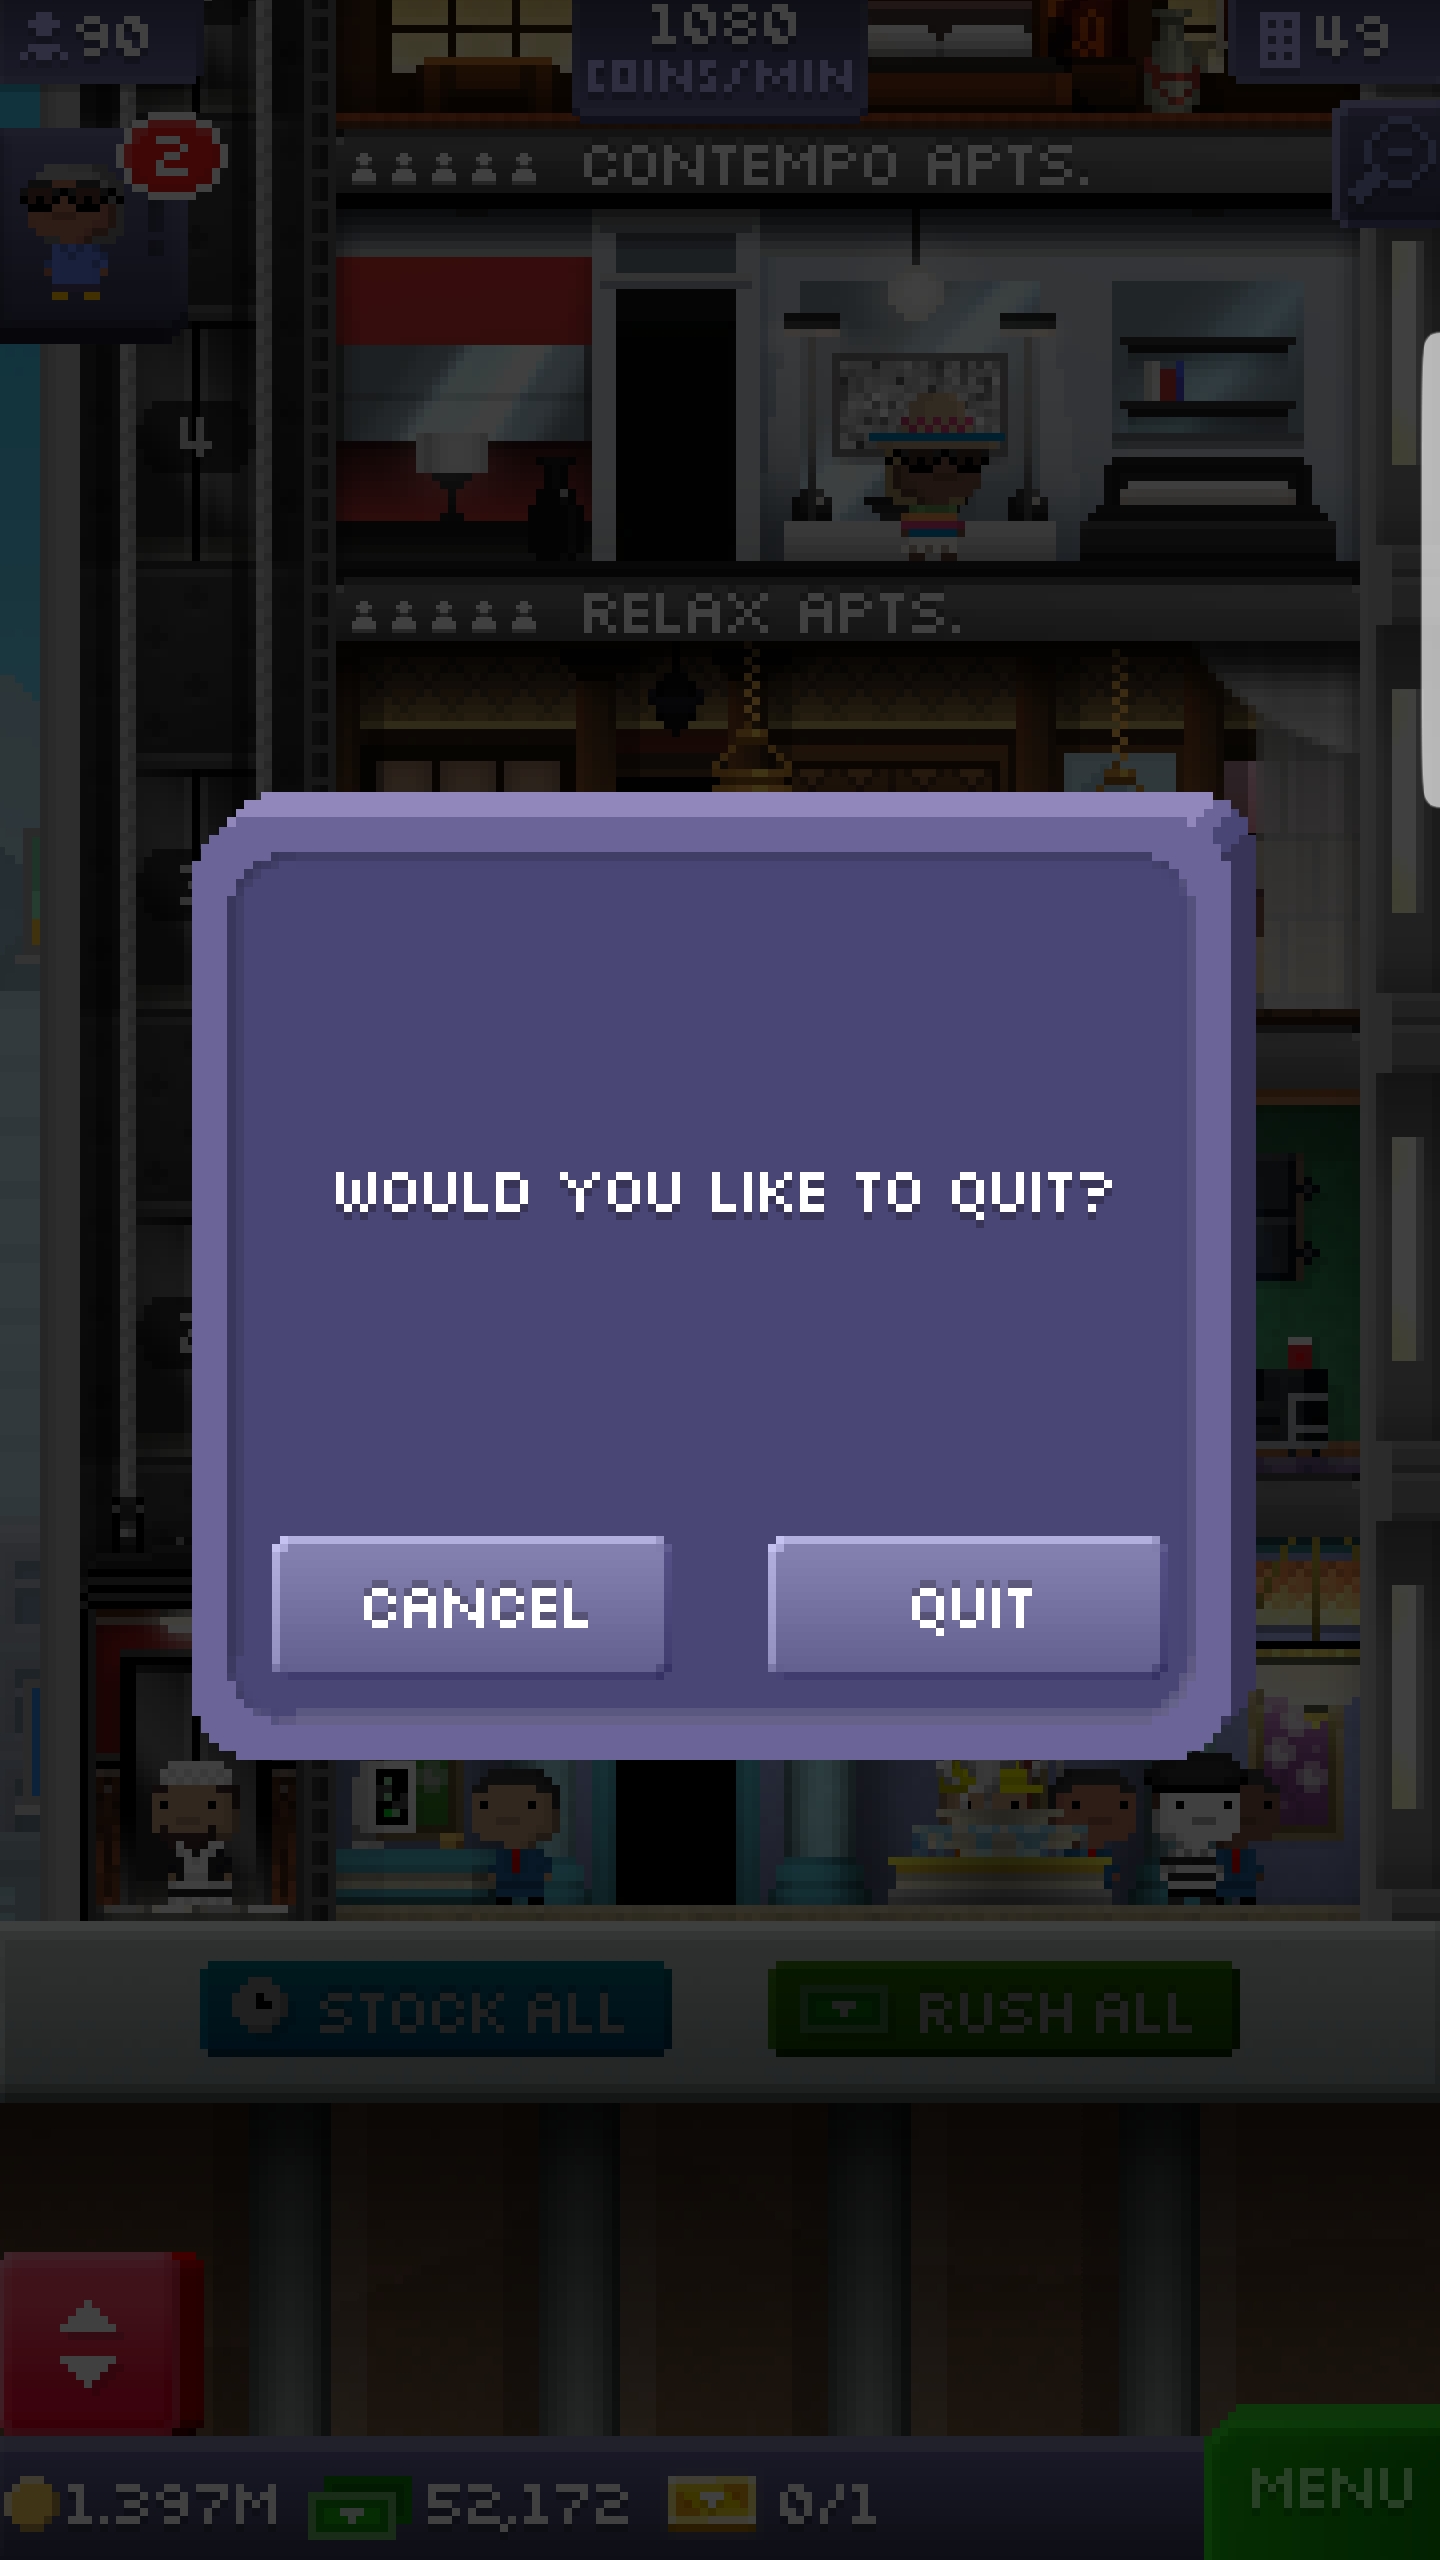 90
1080
COINS/MIN
49
2
CONTEMPO APTS.
4
RELAX APTS.
WOULD YOU LIKE TO QUIT?
CANCEL
QUIT
STOCK ALL
RUSH ALL
1.397M
52,172
0/1
MENU